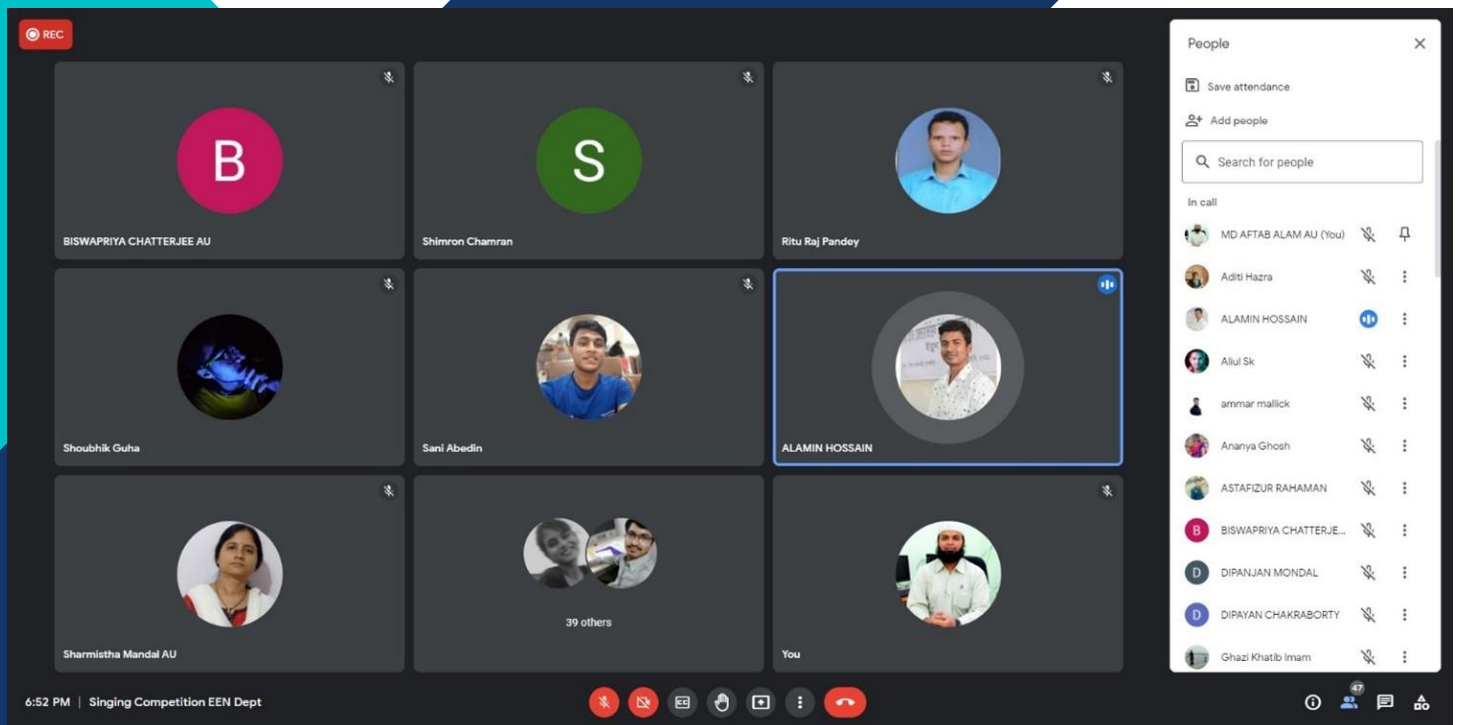 REC
B
BISWAPRIYA CHATTERJEE AU
S
Shimron Chamran
Ritu Raj Pandey
Shoubhik Guha
Sani Abedin
ALAMIN HOSSAIN
Sharmistha Mandal AU
39 others
You
6:52 PM | Singing Competition EEN Dept
47
People
Save attendance
Add people
Search for people
In call
MD AFTAB ALAM AU (You)
Aditi Hazra
ALAMIN HOSSAIN
Aliul Sk
ammar mallick
Ananya Ghosh
ASTAFIZUR RAHAMAN
B BISWAPRIYA CHATTERJE...
D DIPANJAN MONDAL
D DIPAYAN CHAKRABORTY
Ghazi Khatib Imam